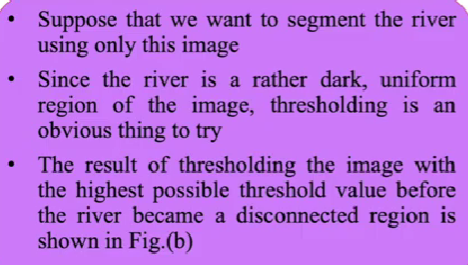 • Suppose that we want to segment the river
using only this image
• Since the river is a rather dark, uniform
region of the image, thresholding is an
obvious thing to try
• The result of thresholding the image with
the highest possible threshold value before
the river became a disconnected region is
shown in Fig.(b)